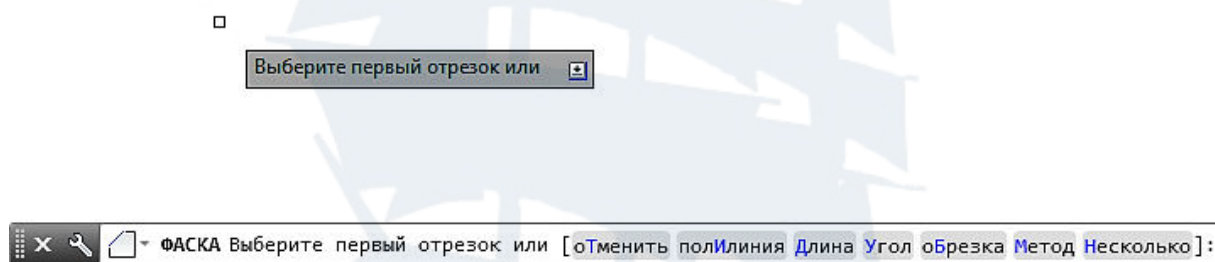 Выберите первый отрезок или
ФАСКА Выберите первый отрезок или [оТменить полИлиния Длина Угол оБрезка Метод Несколько]: